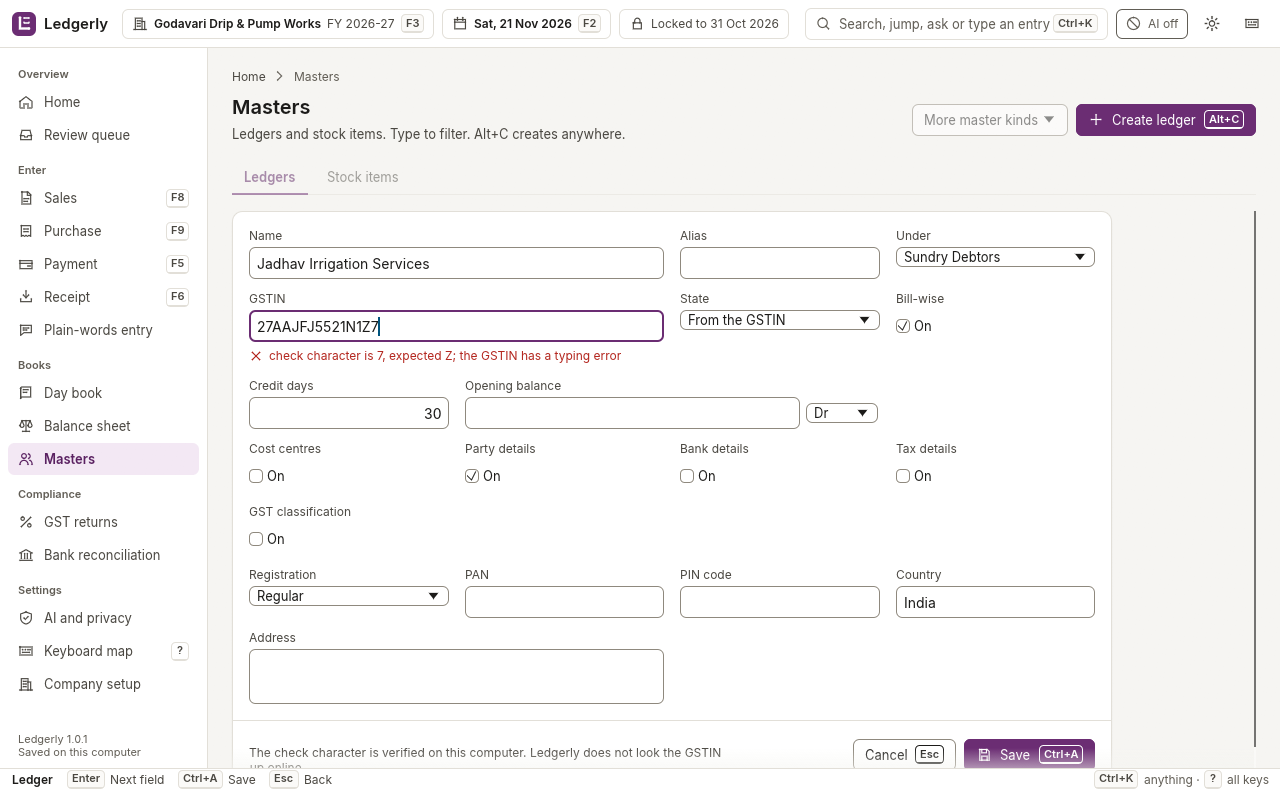 Ledgerly
Godavari Drip & Pump Works FY 2026-27 F3
Sat, 21 Nov 2026 F2
Locked to 31 Oct 2026
Search, jump, ask or type an entry Ctrl+K
AI off
Overview
Home
Review queue
Enter
Sales F8
Purchase F9
Payment F5
Receipt F6
Plain-words entry
Books
Day book
Balance sheet
Masters
Compliance
GST returns
Bank reconciliation
Settings
AI and privacy
Keyboard map ?
Company setup
Ledgerly 1.0.1
Saved on this computer
Home Masters
Masters
Ledgers and stock items. Type to filter. Alt+C creates anywhere.
More master kinds
Create ledger Alt+C
Ledgers Stock items
Name Alias Under
Jadhav Irrigation Services Sundry Debtors
GSTIN State Bill-wise
27AAJFJ5521N1Z7 From the GSTIN On
check character is 7, expected Z; the GSTIN has a typing error
Credit days Opening balance
30 Dr
Cost centres Party details Bank details Tax details
On On On On
GST classification
On
Registration PAN PIN code Country
Regular India
Address
The check character is verified on this computer. Ledgerly does not look the GSTIN
up online.
Cancel Esc Save Ctrl+A
Ledger Enter Next field Ctrl+A Save Esc Back Ctrl+K anything · ? all keys